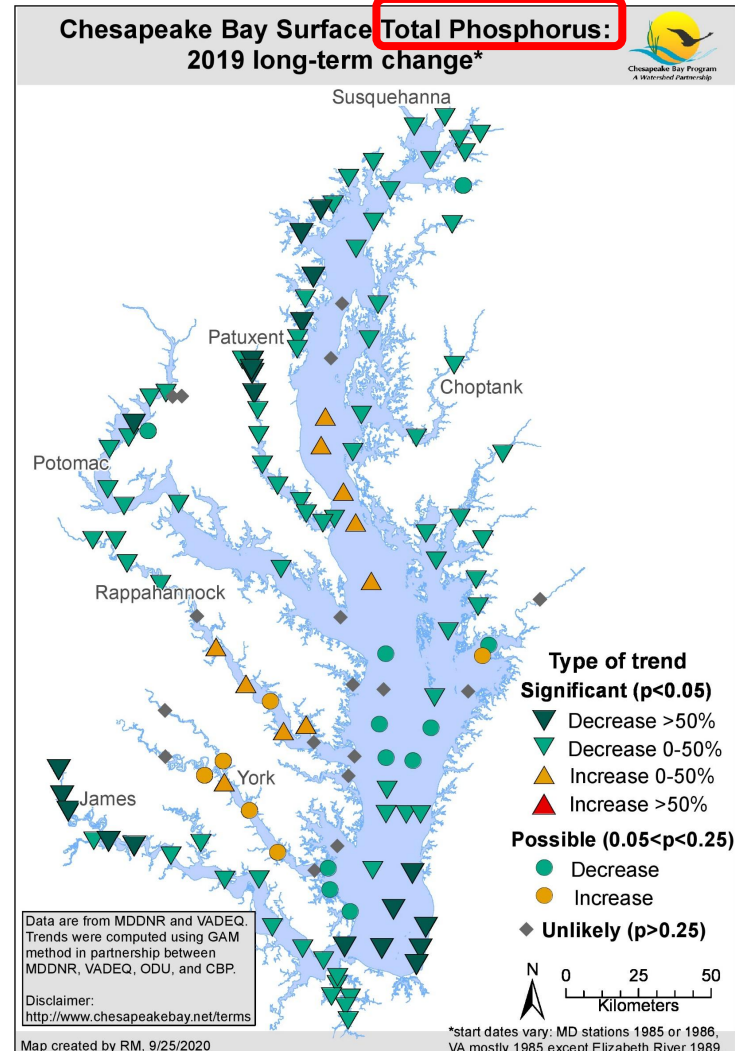 Chesapeake Bay Surface Total Phosphorus:
2019 long-term change*
Chesapeake Bay Program
A Watershed Partnership
Susquehanna
Patuxent
Choptank
Potomac
Rappahannock
York
James
Type of trend
Significant (p<0.05)
Decrease >50%
Decrease 0-50%
Increase 0-50%
Increase >50%
Possible (0.05<p<0.25)
Decrease
Increase
Unlikely (p>0.25)
Data are from MDDNR and VADEQ.
Trends were computed using GAM
method in partnership between
MDDNR, VADEQ, ODU, and CBP.
Disclaimer:
http://www.chesapeakebay.net/terms
N
0 25 50
Kilometers
Map created by RM, 9/25/2020
*start dates vary: MD stations 1985 or 1986,
VA mostly 1985 except Elizabeth River 1989